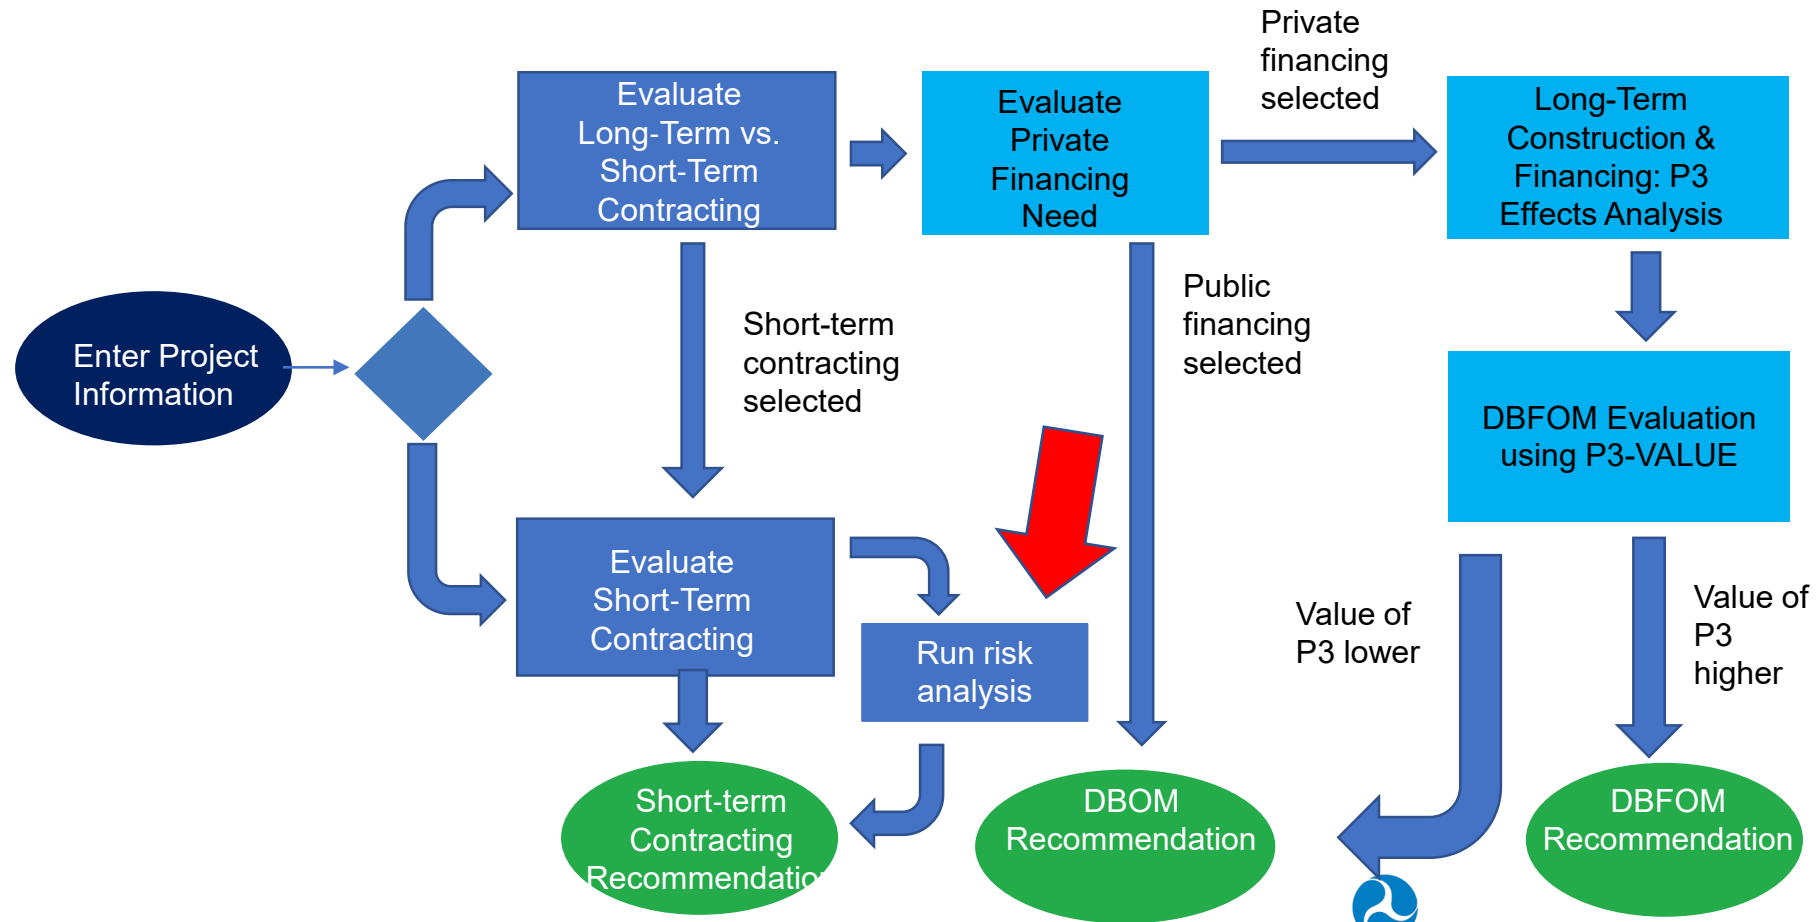 Private
financing
selected
Evaluate
Long-Term vs.
Short-Term
Contracting
Evaluate
Private
Financing
Need
Long-Term
Construction &
Financing: P3
Effects Analysis
Enter Project
Information
Short-term
contracting
selected
Public
financing
selected
DBFOM Evaluation
using P3-VALUE
Evaluate
Short-Term
Contracting
Run risk
analysis
Value of
P3 lower
Value of
P3
higher
Short-term
Contracting
Recommendation
DBOM
Recommendation
DBFOM
Recommendation